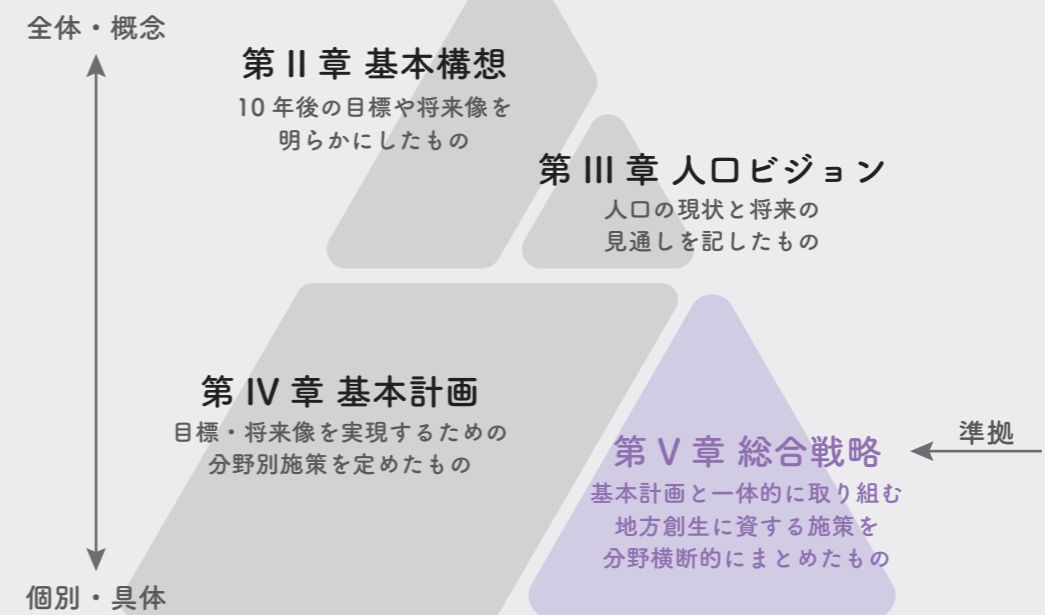 全体・概念
第 II 章 基本構想
10 年後の目標や将来像を
明らかにしたもの
第 III 章 人口ビジョン
人口の現状と将来の
見通しを記したもの
第 IV 章 基本計画
目標・将来像を実現するための
分野別施策を定めたもの
第 V 章 総合戦略
基本計画と一体的に取り組む
地方創生に資する施策を
分野横断的にまとめたもの
準拠
個別・具体